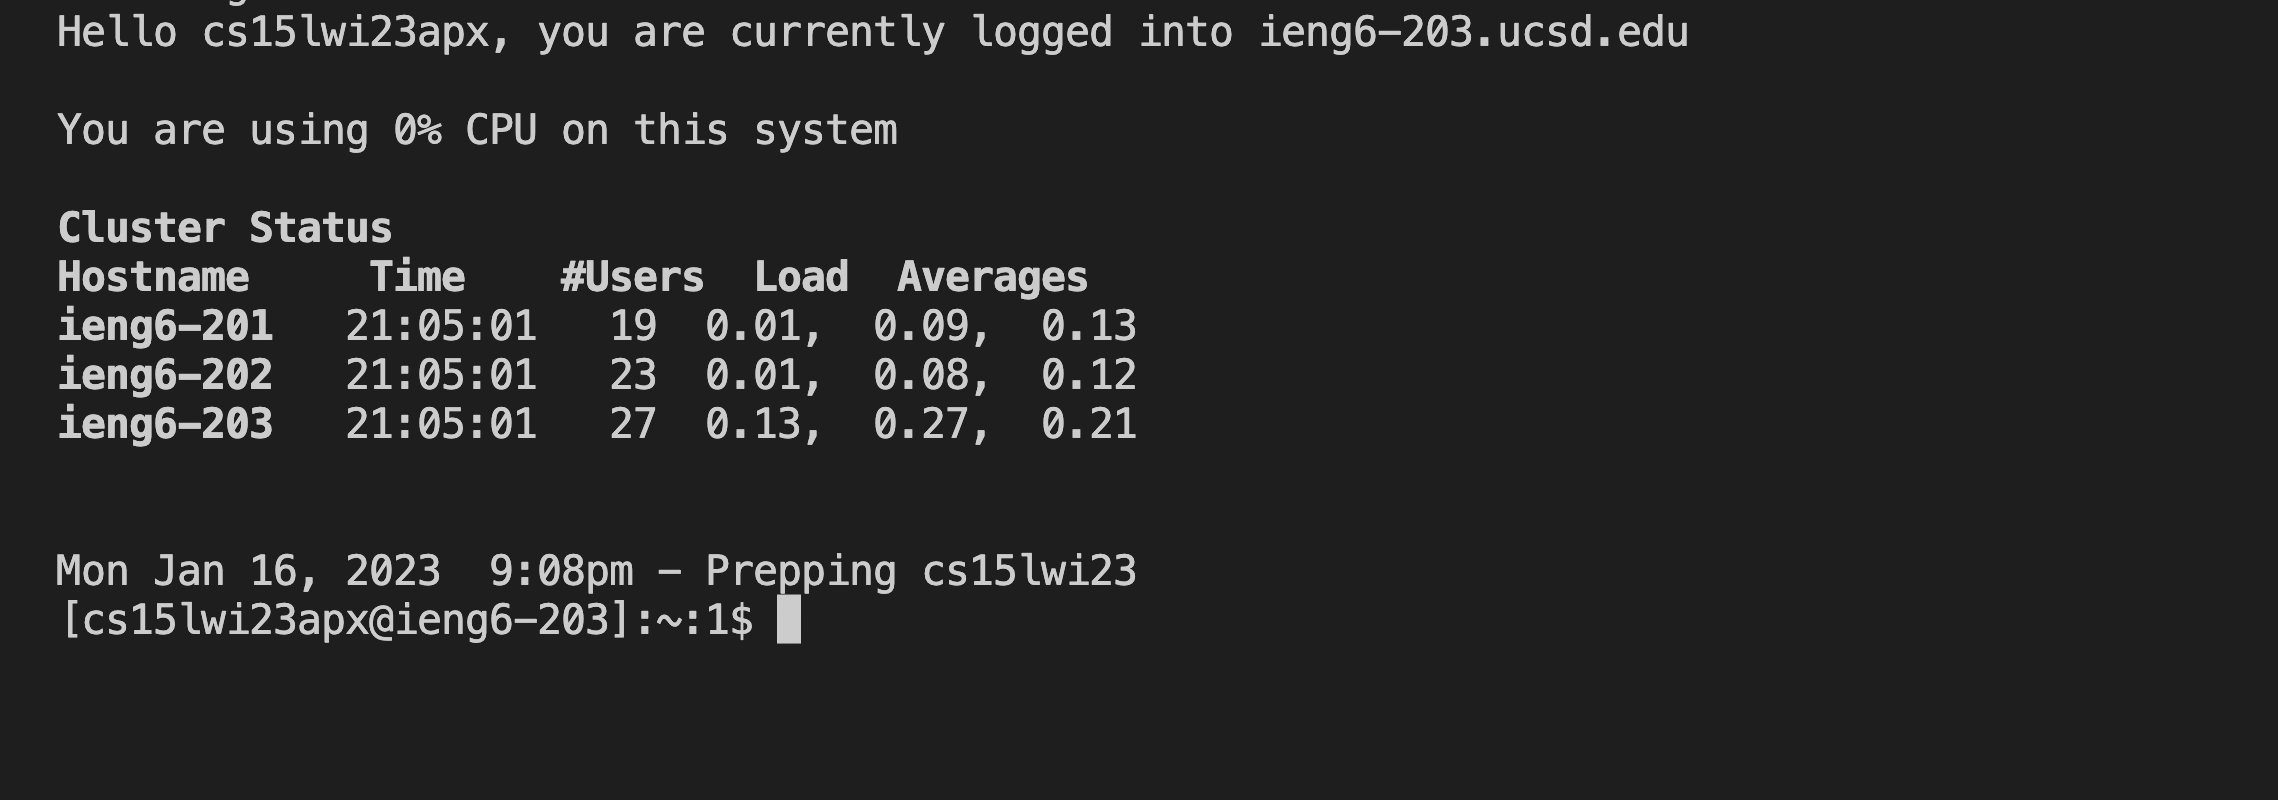 Hello cs15lwi23apx, you are currently logged into ieng6-203.ucsd.edu
You are using 0% CPU on this system
Cluster Status
Hostname     Time    #Users  Load  Averages
ieng6-201   21:05:01   19  0.01,  0.09,  0.13
ieng6-202   21:05:01   23  0.01,  0.08,  0.12
ieng6-203   21:05:01   27  0.13,  0.27,  0.21
Mon Jan 16, 2023  9:08pm - Prepping cs15lwi23
[cs15lwi23apx@ieng6-203]:~:1$